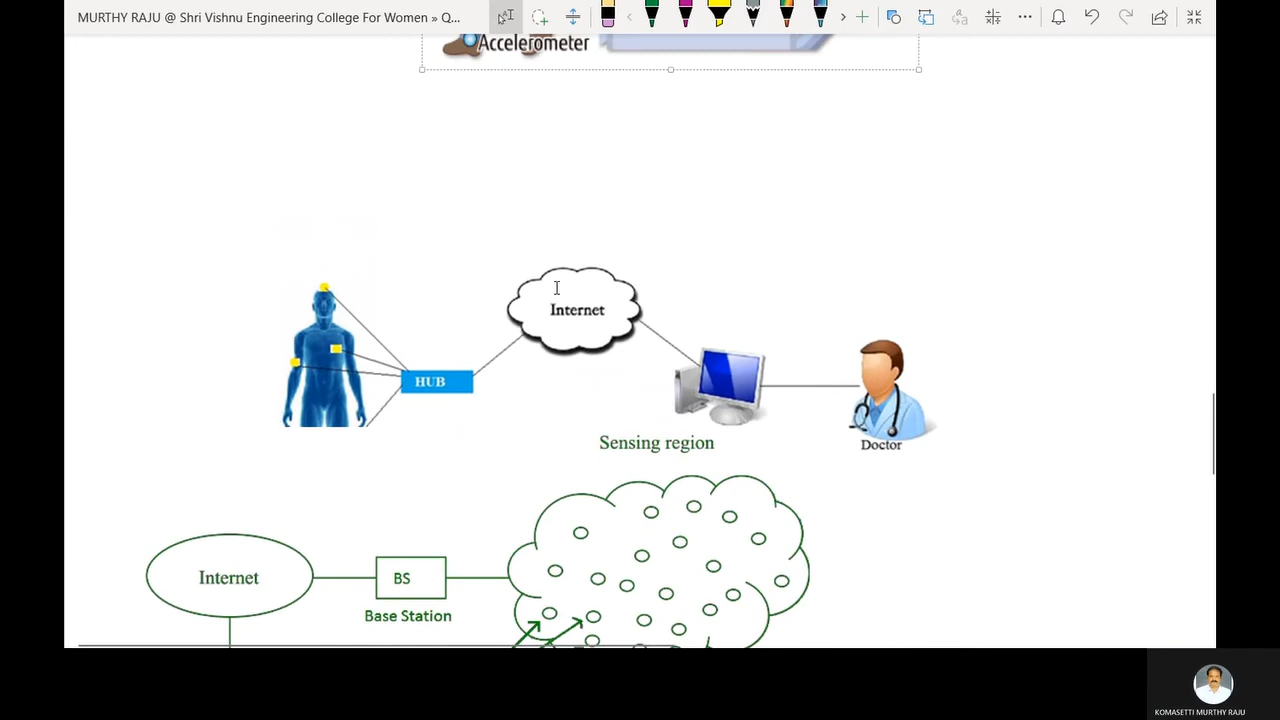 MURTHY RAJU @ Shri Vishnu Engineering College For Women » Q...
Accelerometer
Internet
HUB
Doctor
Sensing region
Internet
BS
Base Station
KOMASETTI MURTHY RAJU